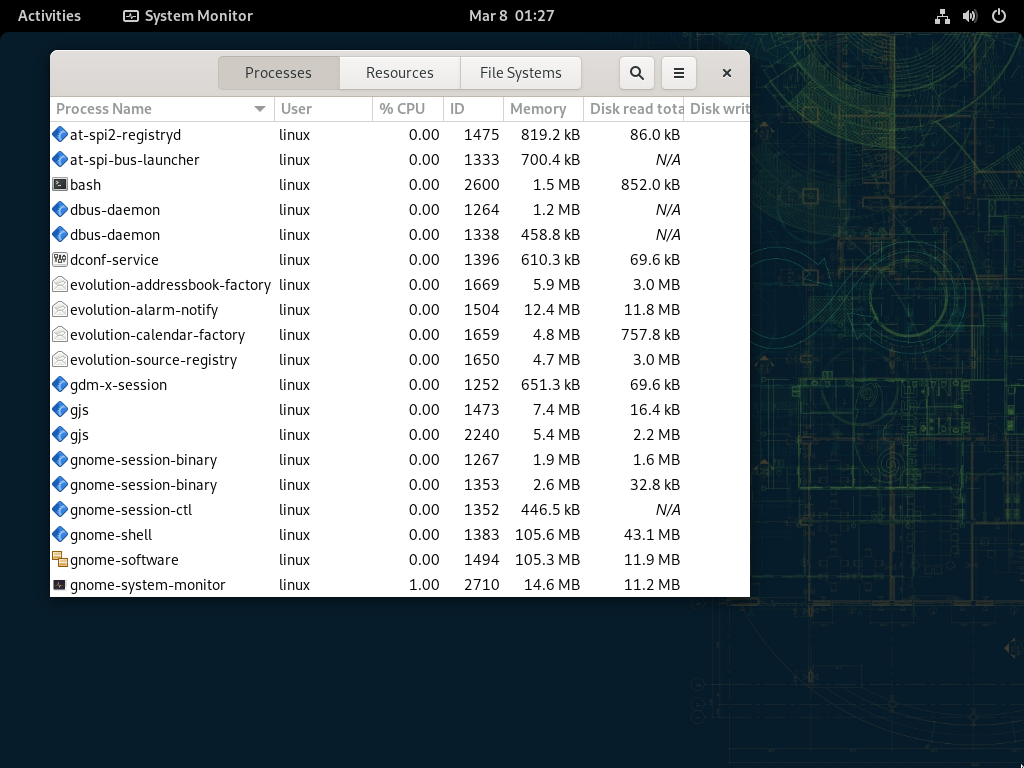 Activities System Monitor Mar 8 01:27
Processes Resources File Systems
Process Name User % CPU ID Memory Disk read tota Disk writ
at-spi2-registryd linux 0.00 1475 819.2 kB 86.0 kB
at-spi-bus-launcher linux 0.00 1333 700.4 kB N/A
bash linux 0.00 2600 1.5 MB 852.0 kB
dbus-daemon linux 0.00 1264 1.2 MB N/A
dbus-daemon linux 0.00 1338 458.8 kB N/A
dconf-service linux 0.00 1396 610.3 kB 69.6 kB
evolution-addressbook-factory linux 0.00 1669 5.9 MB 3.0 MB
evolution-alarm-notify linux 0.00 1504 12.4 MB 11.8 MB
evolution-calendar-factory linux 0.00 1659 4.8 MB 757.8 kB
evolution-source-registry linux 0.00 1650 4.7 MB 3.0 MB
gdm-x-session linux 0.00 1252 651.3 kB 69.6 kB
gjs linux 0.00 1473 7.4 MB 16.4 kB
gjs linux 0.00 2240 5.4 MB 2.2 MB
gnome-session-binary linux 0.00 1267 1.9 MB 1.6 MB
gnome-session-binary linux 0.00 1353 2.6 MB 32.8 kB
gnome-session-ctl linux 0.00 1352 446.5 kB N/A
gnome-shell linux 0.00 1383 105.6 MB 43.1 MB
gnome-software linux 0.00 1494 105.3 MB 11.9 MB
gnome-system-monitor linux 1.00 2710 14.6 MB 11.2 MB